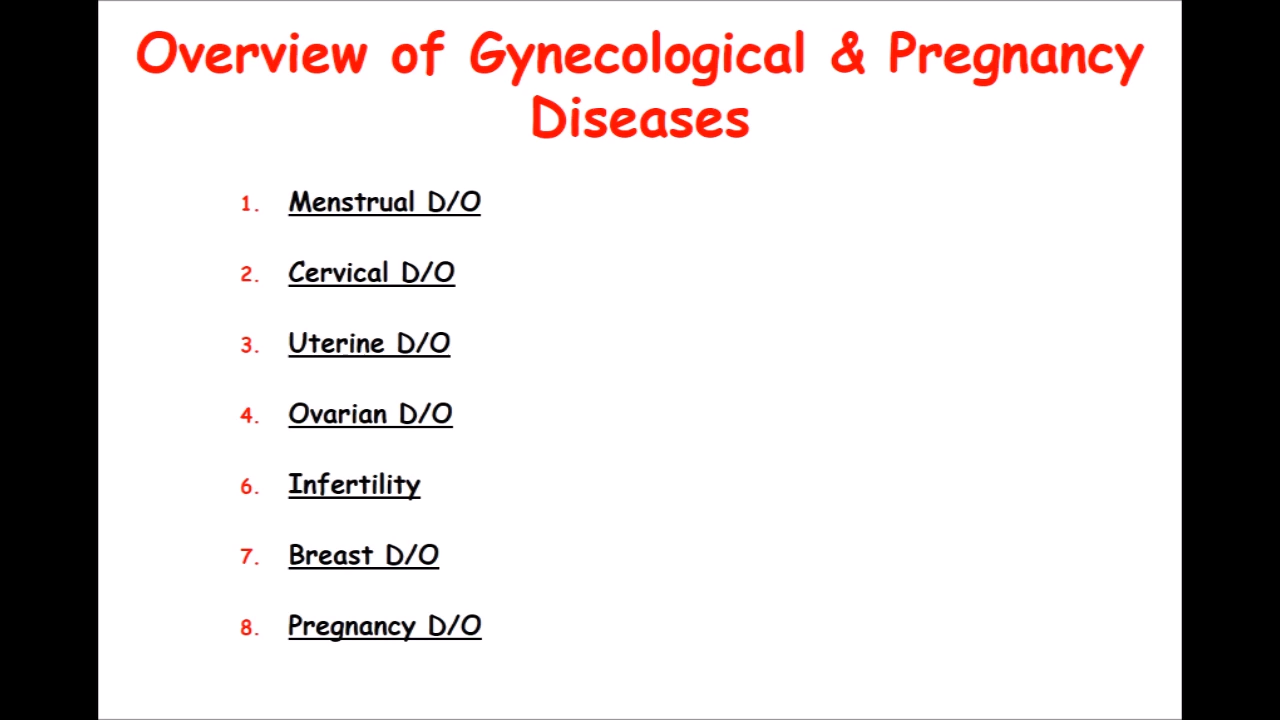 Overview of Gynecological & Pregnancy
Diseases
1. Menstrual D/O
2. Cervical D/O
3. Uterine D/O
4. Ovarian D/O
6. Infertility
7. Breast D/O
8. Pregnancy D/O